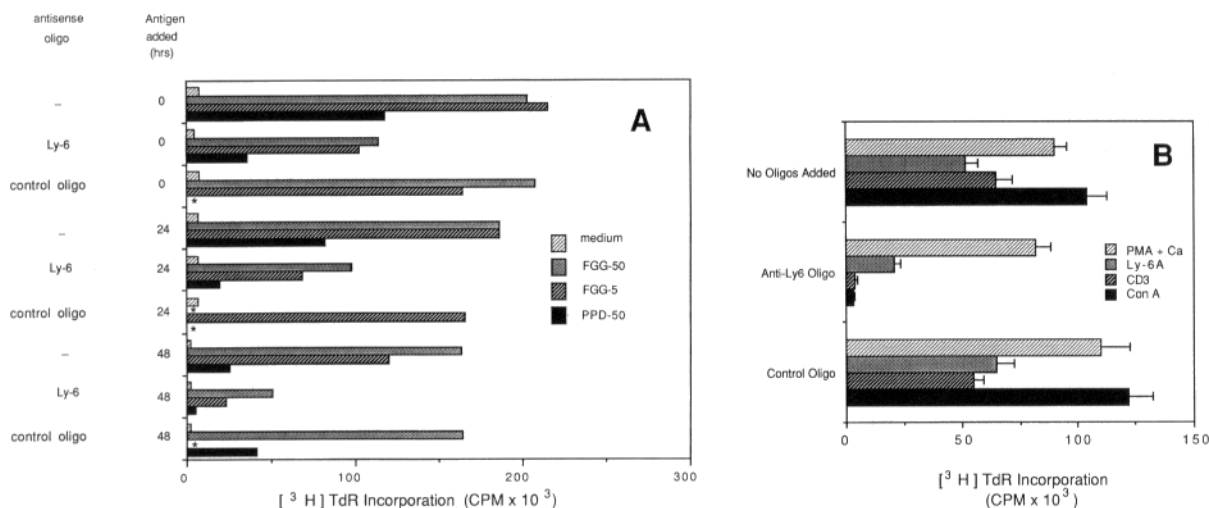 antisense
oligo
Antigen
added
(hrs)
– 0
Ly-6 0
control oligo 0
*
– 24
Ly-6 24
control oligo 24
*
*
– 48
Ly-6 48
control oligo 48
*
A
medium
FGG-50
FGG-5
PPD-50
0 100 200 300
[ ³ H ] TdR Incorporation (CPM x 10 ³ )
B
No Oligos Added
Anti-Ly6 Oligo
Control Oligo
PMA + Ca
Ly-6A
CD3
Con A
0 50 100 150
[ ³ H ] TdR Incorporation
(CPM x 10 ³ )